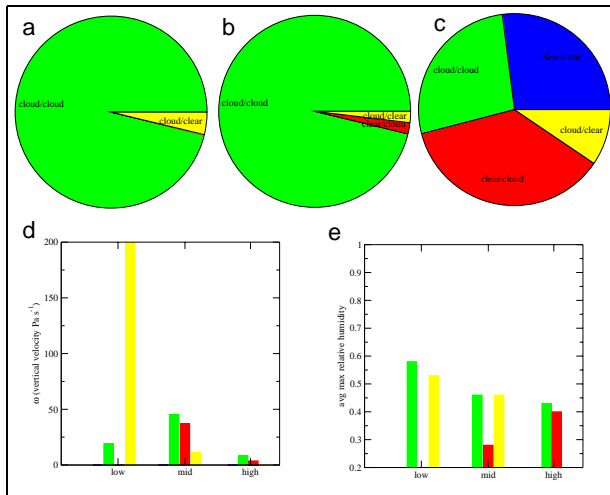 a
cloud/cloud
cloud/clear
b
cloud/cloud
cloud/clear
clear/cloud
c
cloud/cloud
clear/clear
cloud/clear
clear/cloud
d
200
150
100
50
0
ω (vertical velocity Pa s⁻¹)
low
mid
high
e
1
0.9
0.8
0.7
0.6
0.5
0.4
0.3
0.2
avg max relative humidity
low
mid
high